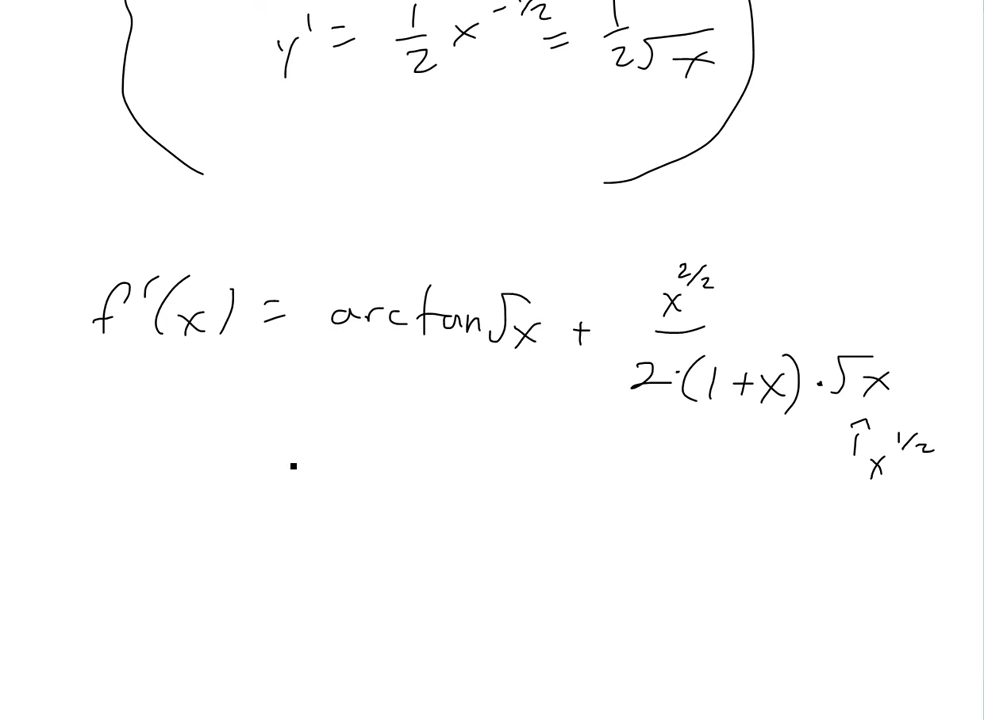 y' = 1/2 x^-1/2 = 1/2√x
f'(x) = arctan√x + x^2/2 / 2·(1+x)·√x
↑ x^1/2